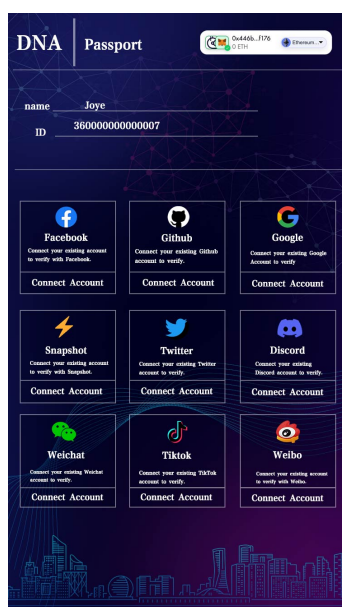 DNA Passport
0x446b...f176
0 ETH
Ethereum...
name Joye
ID 360000000000007
Facebook
Connect your existing account
to verify with Facebook.
Connect Account
Github
Connect your existing Github
account to verify.
Connect Account
Google
Connect your existing Google
Account to verify
Connect Account
Snapshot
Connect your existing account
to verify with Snapshot.
Connect Account
Twitter
Connect your existing Twitter
account to verify.
Connect Account
Discord
Connect your existing
Discord account to verify.
Connect Account
Weichat
Connect your existing Weichat
account to verify.
Connect Account
Tiktok
Connect your existing TikTok
account to verify.
Connect Account
Weibo
Connect your existing account
to verify with Weibo.
Connect Account